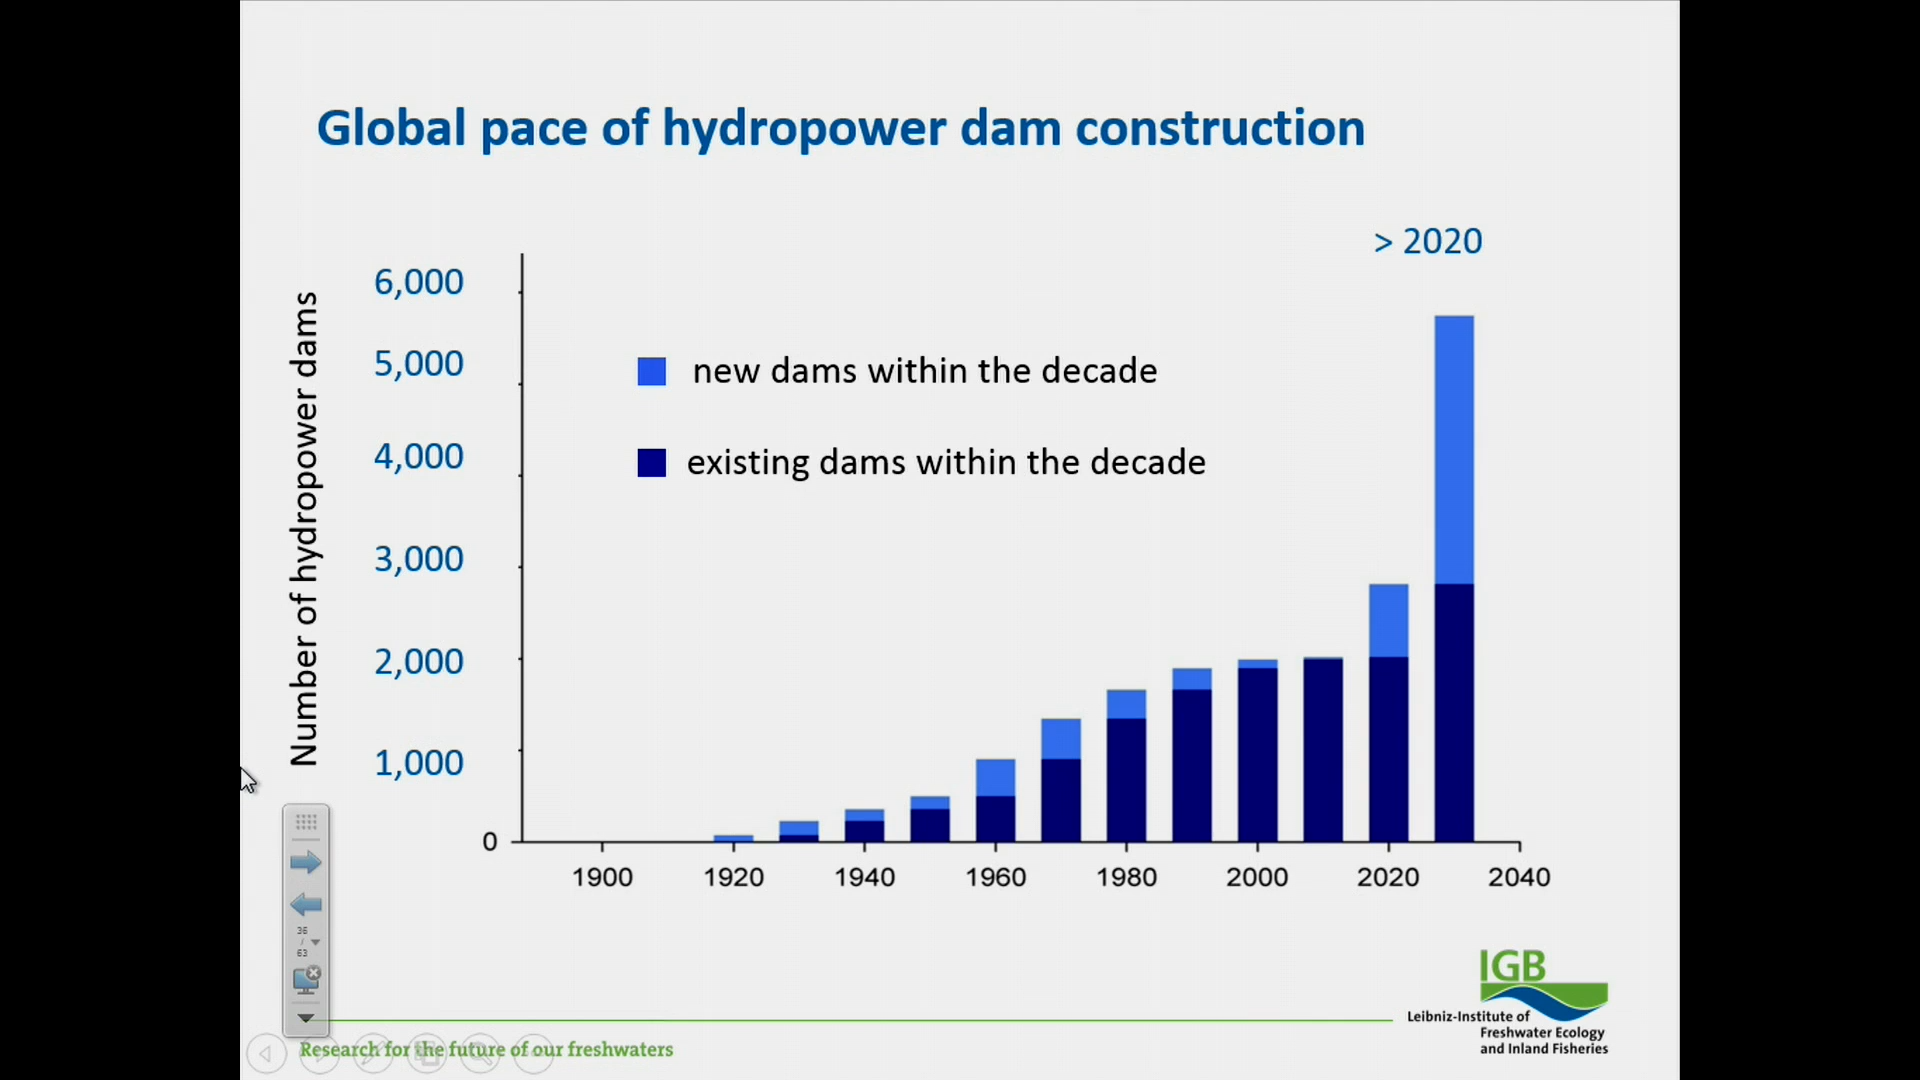 Global pace of hydropower dam construction
> 2020
Number of hydropower dams
6,000
5,000
4,000
3,000
2,000
1,000
0
new dams within the decade
existing dams within the decade
1900 1920 1940 1960 1980 2000 2020 2040
36
/
63
IGB
Leibniz-Institute of
Freshwater Ecology
and Inland Fisheries
Research for the future of our freshwaters